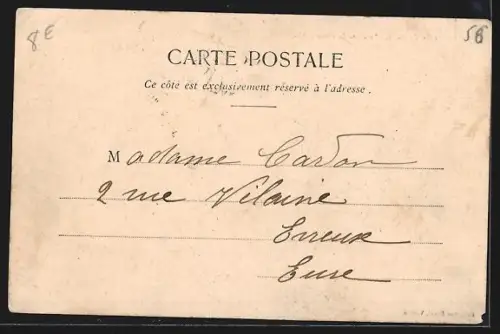 8E
56
CARTE POSTALE
Ce côté est exclusivement réservé à l'adresse.
Madame Cardon
2 rue Vilaine
Evreux
Eure